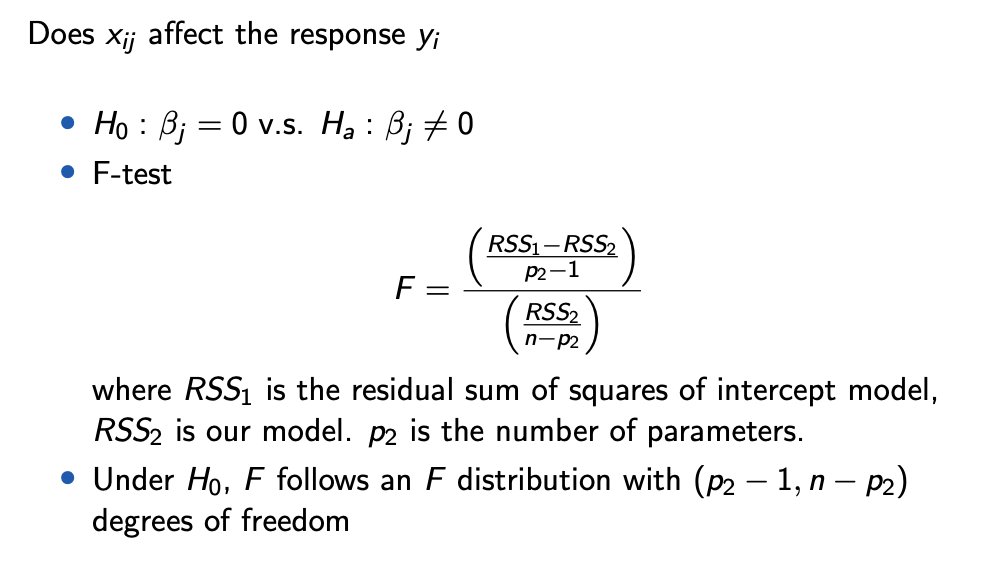 Does x_{ij} affect the response y_i
• H_0 : β_j = 0 v.s. H_a : β_j ≠ 0
• F-test
F = \frac{\left(\frac{RSS_1 - RSS_2}{p_2 - 1}\right)}{\left(\frac{RSS_2}{n - p_2}\right)}
where RSS_1 is the residual sum of squares of intercept model,
RSS_2 is our model. p_2 is the number of parameters.
• Under H_0, F follows an F distribution with (p_2 − 1, n − p_2)
degrees of freedom